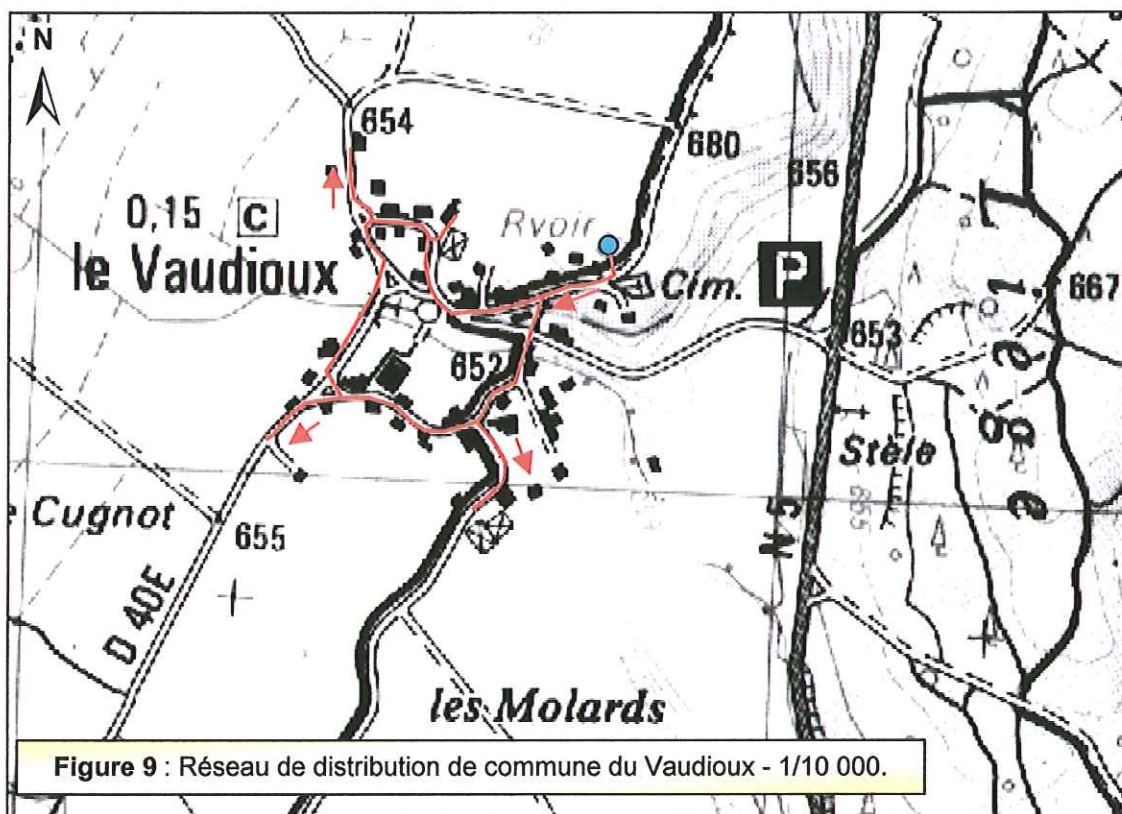 N
654
680
656
0,15 C
Rvoir
le Vaudioux
P
Cim.
667
653
652
Stèle
Cugnot
655
N 5
655
D 40E
les Molards
Figure 9 : Réseau de distribution de commune du Vaudioux - 1/10 000.